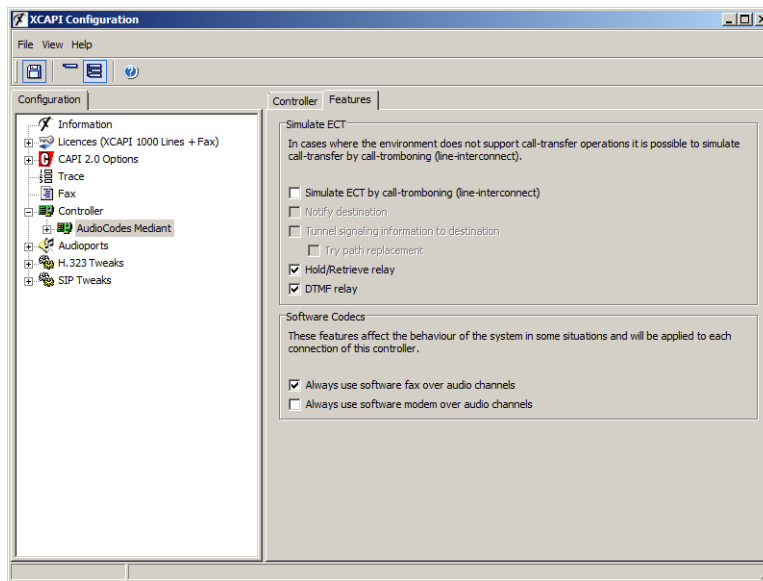 XCAPI Configuration
File View Help
Configuration
Information
Licences (XCAPI 1000 Lines + Fax)
CAPI 2.0 Options
Trace
Fax
Controller
AudioCodes Mediant
Audioports
H.323 Tweaks
SIP Tweaks
Controller Features
Simulate ECT
In cases where the environment does not support call-transfer operations it is possible to simulate
call-transfer by call-tromboning (line-interconnect).
Simulate ECT by call-tromboning (line-interconnect)
Notify destination
Tunnel signaling information to destination
Try path replacement
Hold/Retrieve relay
DTMF relay
Software Codecs
These features affect the behaviour of the system in some situations and will be applied to each
connection of this controller.
Always use software fax over audio channels
Always use software modem over audio channels